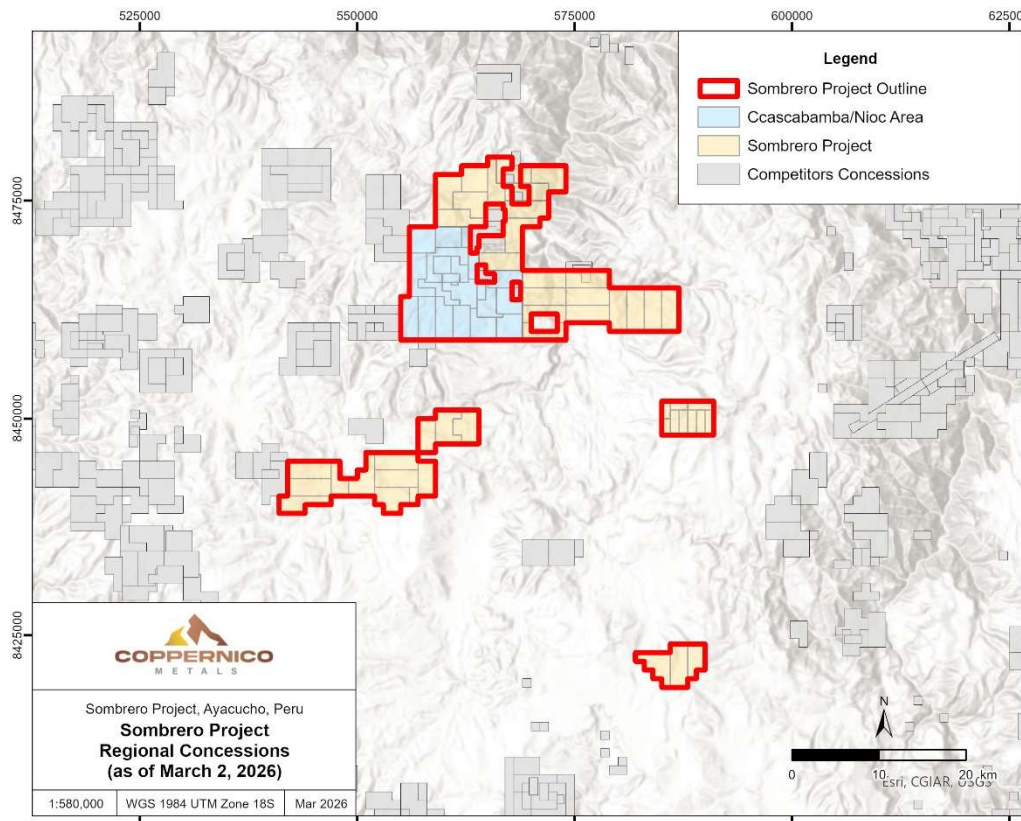 525000
550000
575000
600000
62500
8475000
8450000
8425000
Legend
Sombrero Project Outline
Ccascabamba/Nioc Area
Sombrero Project
Competitors Concessions
COPPERNICO
METALS
Sombrero Project, Ayacucho, Peru
Sombrero Project
Regional Concessions
(as of March 2, 2026)
1:580,000
WGS 1984 UTM Zone 18S
Mar 2026
N
0
10
20 km
Esri, CGIAR, USGS